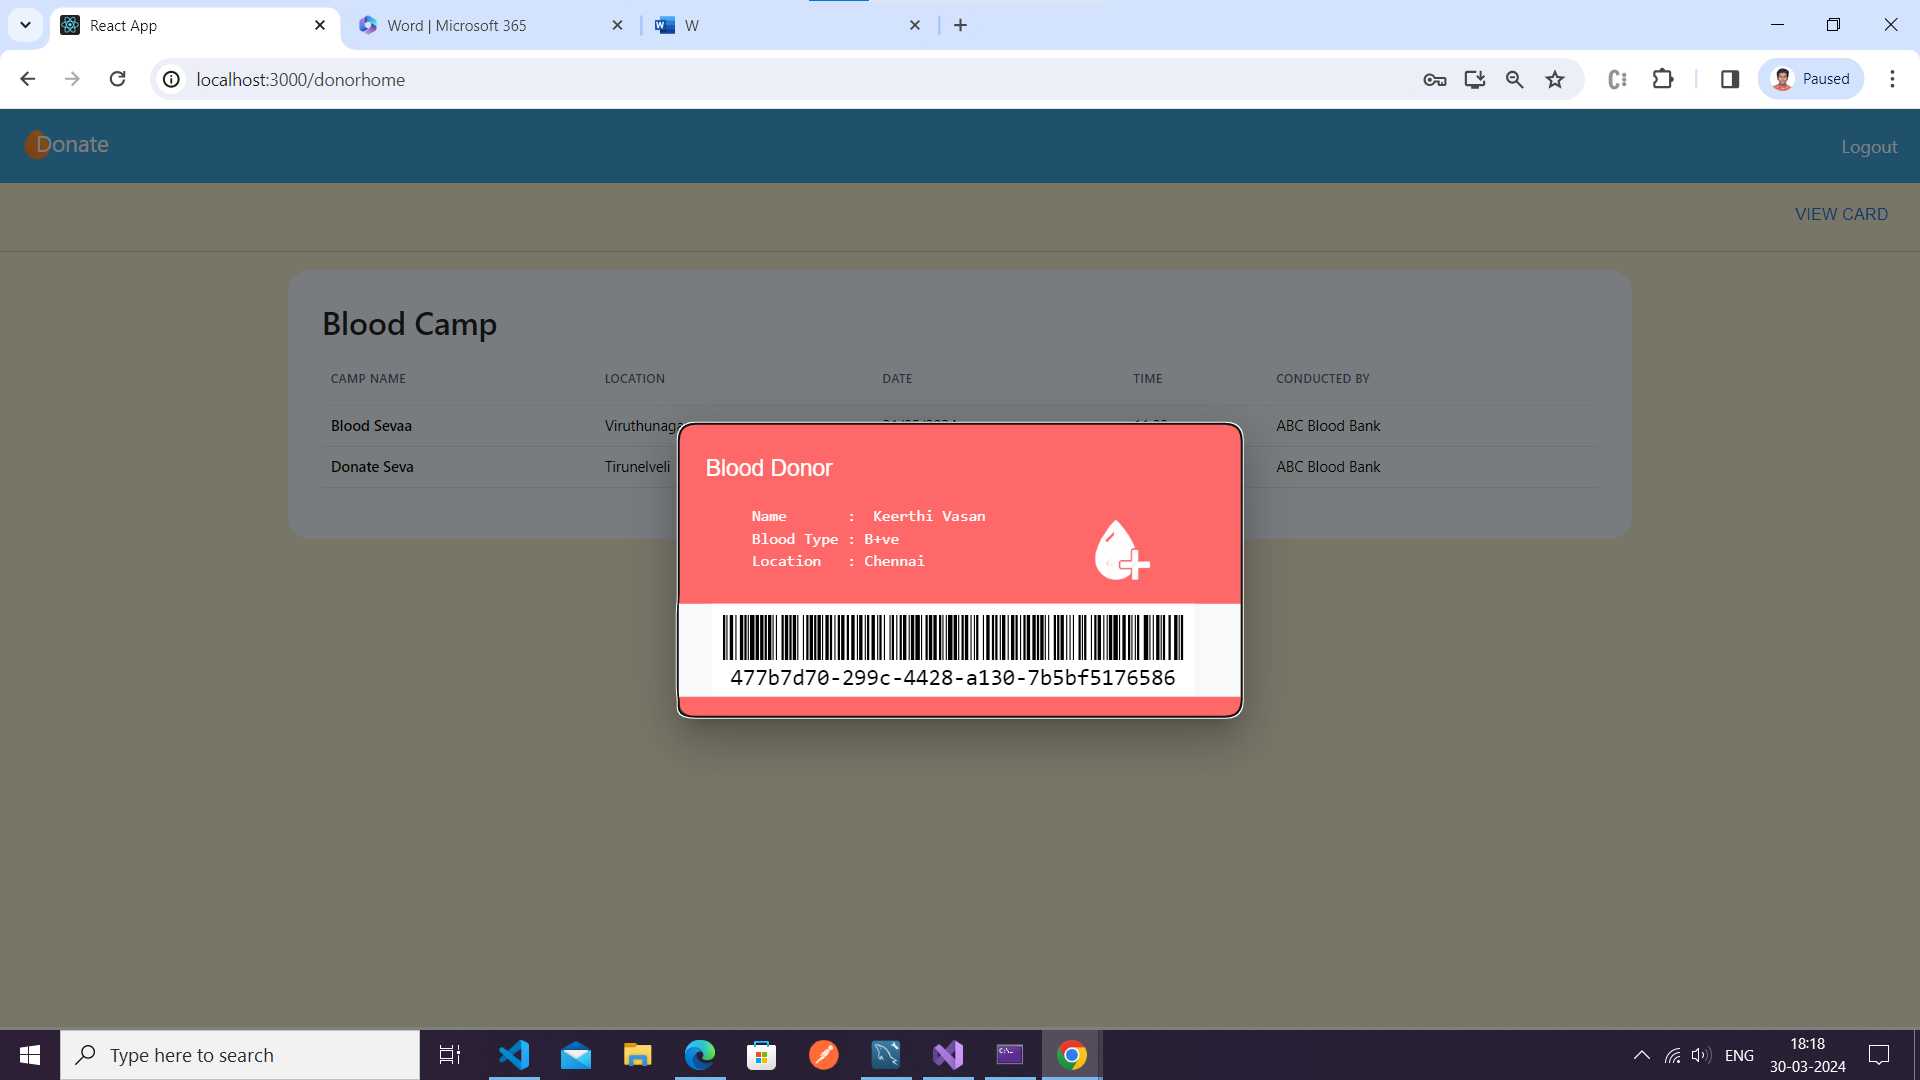 React App
Word | Microsoft 365
W
localhost:3000/donorhome
Paused
Donate
Logout
VIEW CARD
Blood Camp
CAMP NAME LOCATION DATE TIME CONDUCTED BY
Blood Sevaa ABC Blood Bank
Donate Seva Tirunelveli ABC Blood Bank
Blood Donor
Name : Keerthi Vasan
Blood Type : B+ve
Location : Chennai
477b7d70-299c-4428-a130-7b5bf5176586
Type here to search
ENG
18:18
30-03-2024